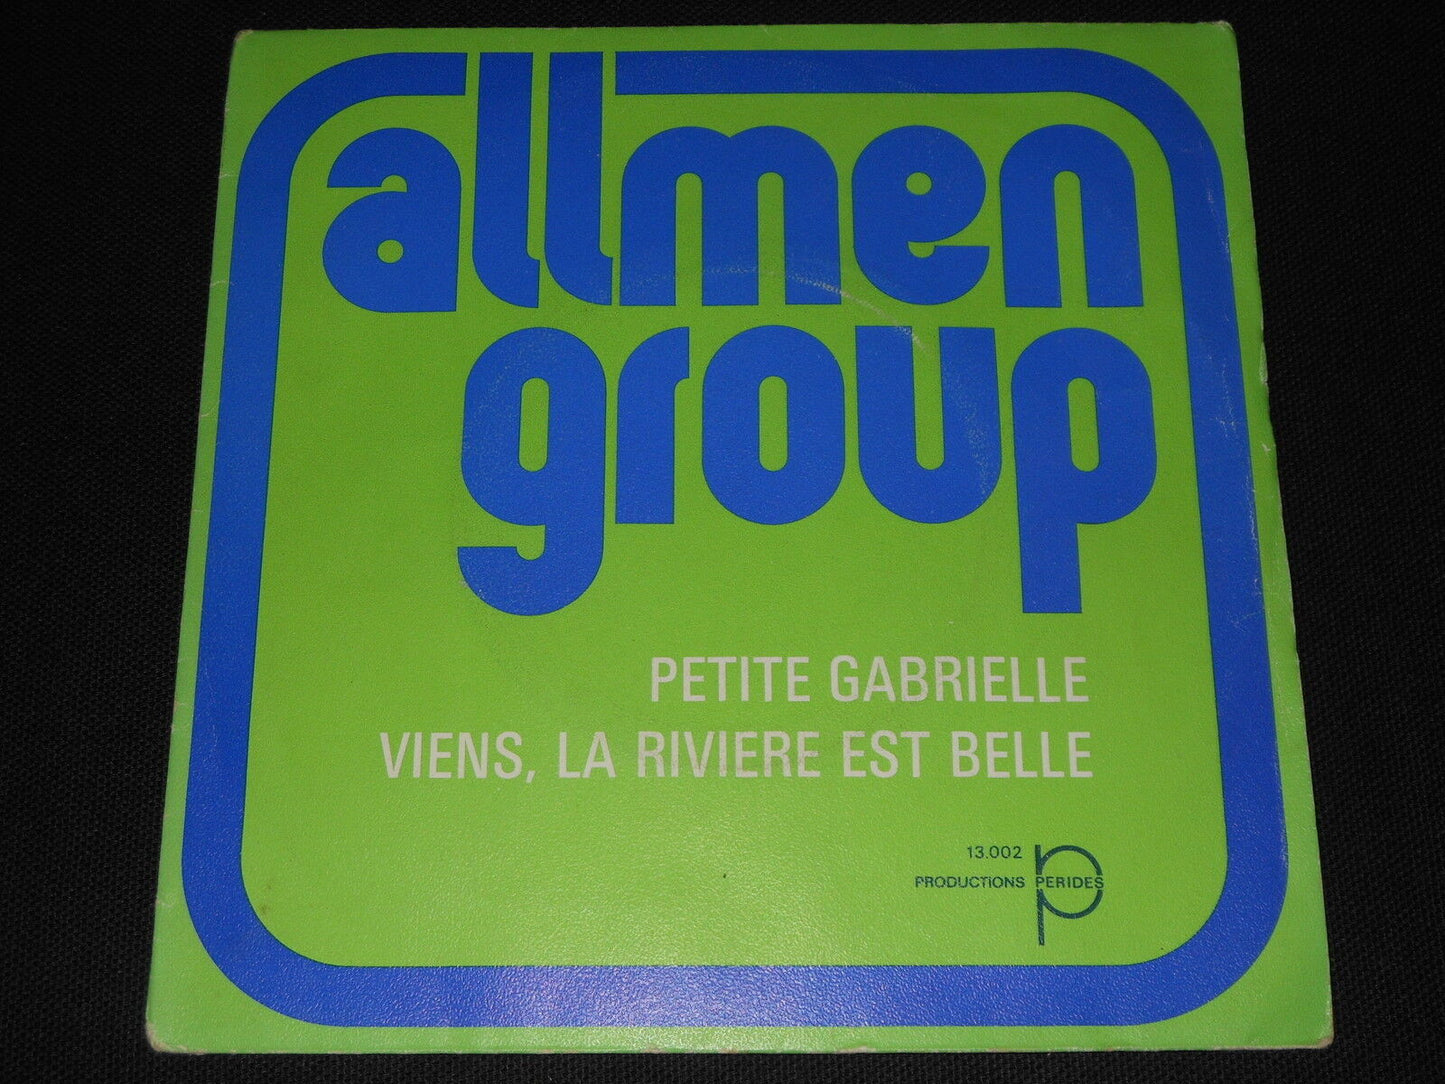 allmen
group
PETITE GABRIELLE
VIENS, LA RIVIERE EST BELLE
13.002
PRODUCTIONS PERIDES
p